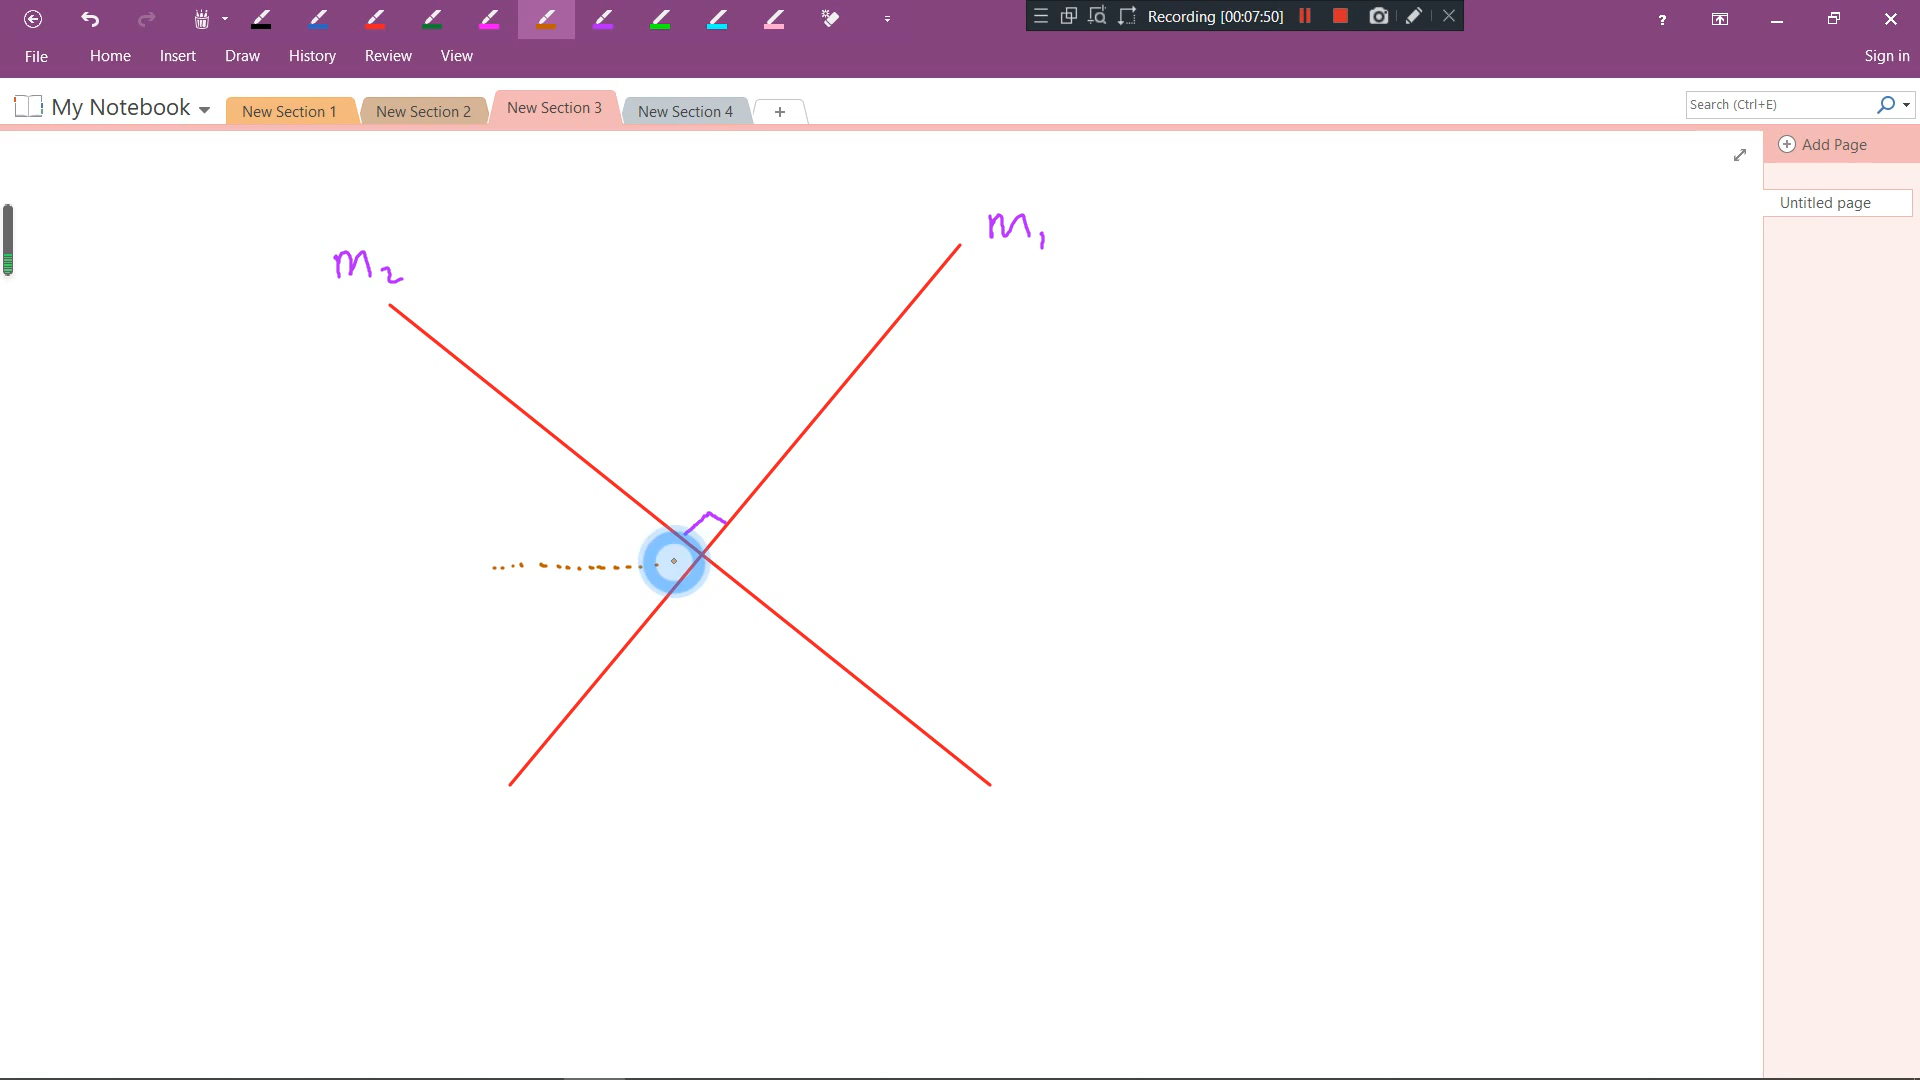 Recording [00:07:50]
?
File Home Insert Draw History Review View Sign in
My Notebook New Section 1 New Section 2 New Section 3 New Section 4 + Search (Ctrl+E)
Add Page
Untitled page
m₁
m₂